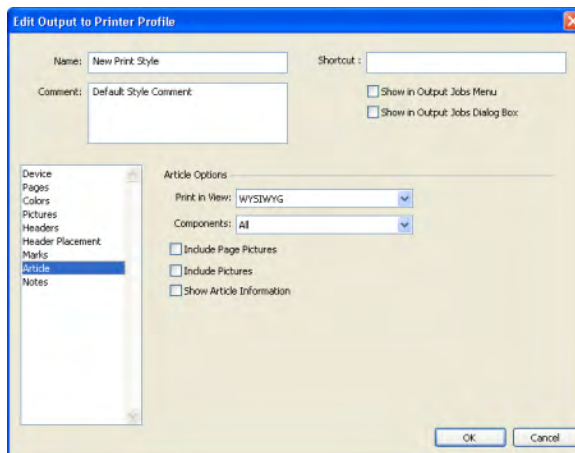 Edit Output to Printer Profile
Name: New Print Style
Shortcut :
Comment: Default Style Comment
Show in Output Jobs Menu
Show in Output Jobs Dialog Box
Device
Pages
Colors
Pictures
Headers
Header Placement
Marks
Article
Notes
Article Options
Print in View: WYSIWYG
Components: All
Include Page Pictures
Include Pictures
Show Article Information
OK
Cancel